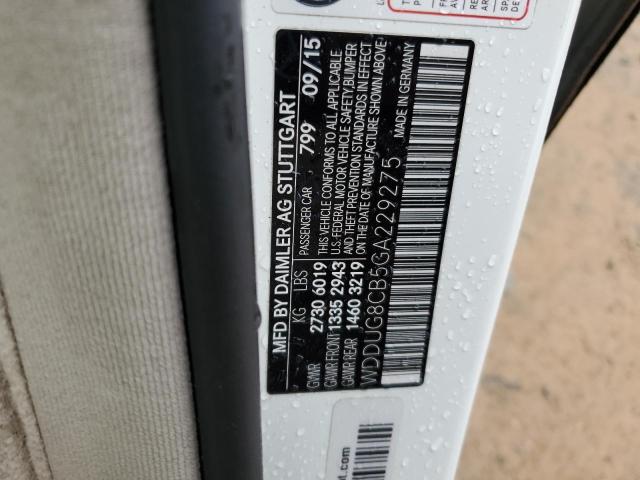 MFD BY DAIMLER AG STUTTGART
KG LBS PASSENGER CAR 799 09/15
GVWR 2730 6019 THIS VEHICLE CONFORMS TO ALL APPLICABLE
U.S. FEDERAL MOTOR VEHICLE SAFETY, BUMPER
GAWR FRONT 1335 2943 AND THEFT PREVENTION STANDARDS IN EFFECT
GAWR REAR 1460 3219 ON THE DATE OF MANUFACTURE SHOWN ABOVE
WDDUG8CB5GA229275 MADE IN GERMANY